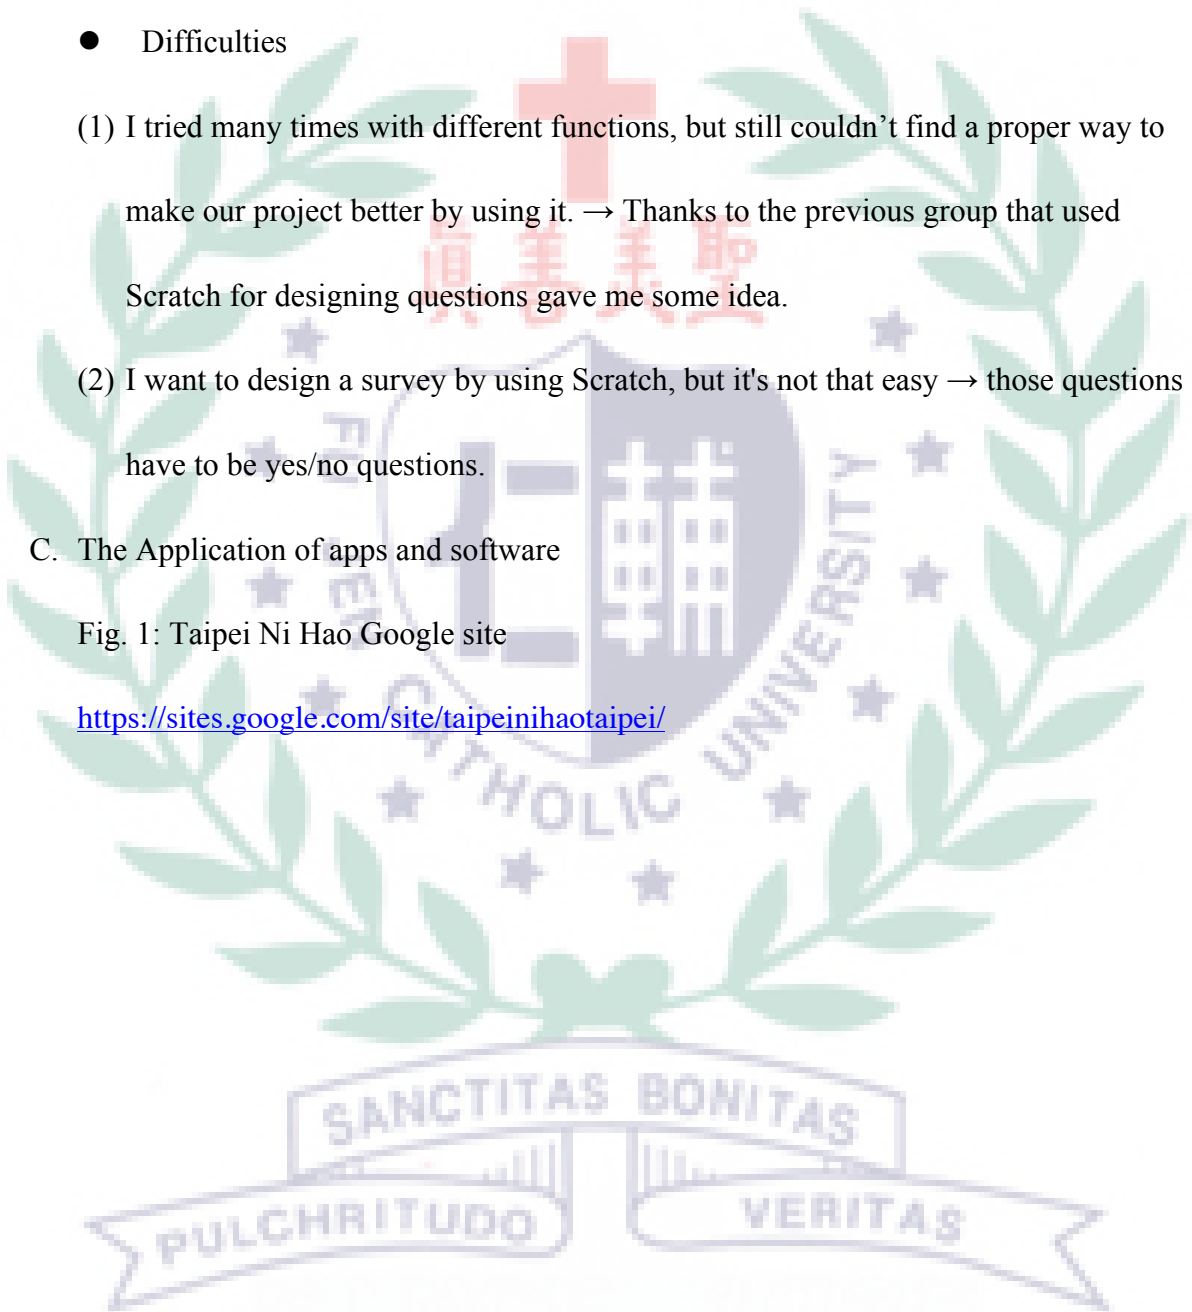 ● Difficulties
(1) I tried many times with different functions, but still couldn’t find a proper way to
make our project better by using it. → Thanks to the previous group that used
Scratch for designing questions gave me some idea.
(2) I want to design a survey by using Scratch, but it's not that easy → those questions
have to be yes/no questions.
C. The Application of apps and software
Fig. 1: Taipei Ni Hao Google site
https://sites.google.com/site/taipeinihaotaipei/
真善美聖
FU JEN CATHOLIC UNIVERSITY
SANCTITAS BONITAS
PULCHRITUDO VERITAS